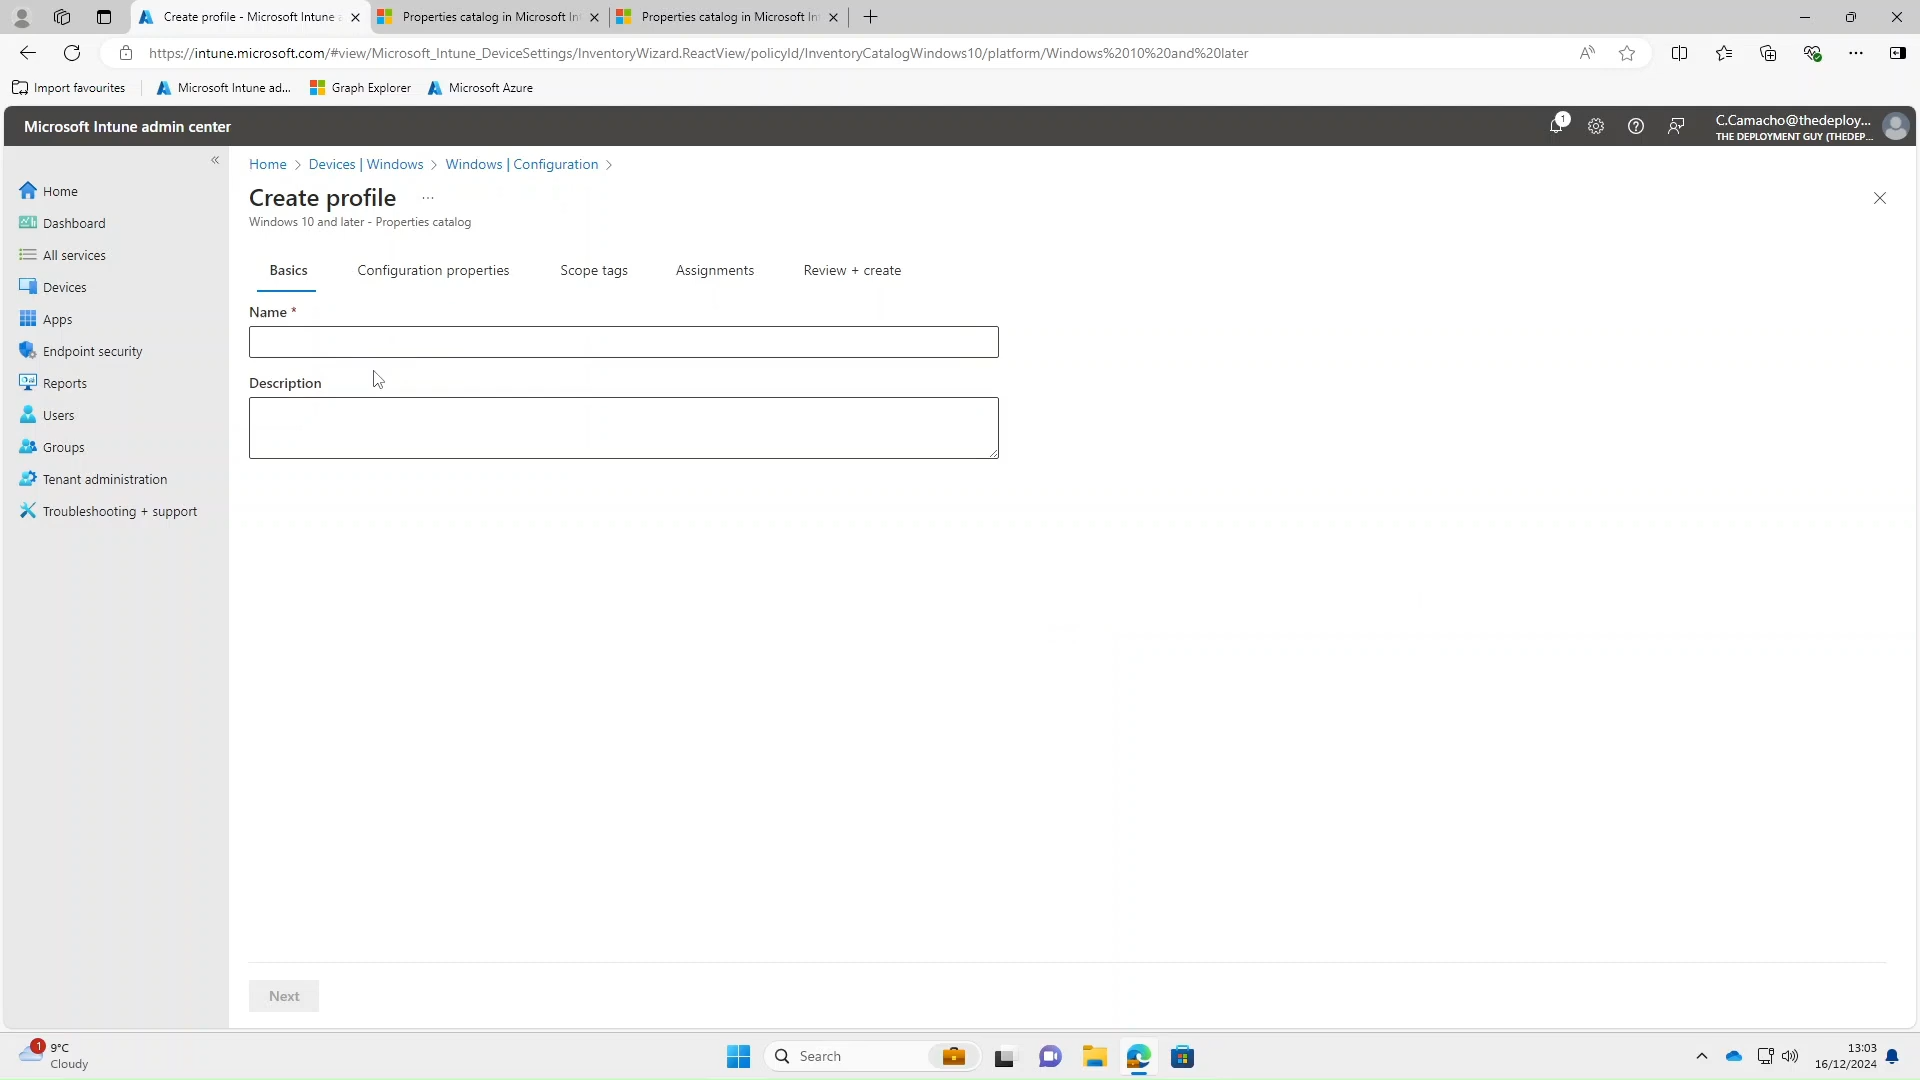 Create profile - Microsoft Intune a
Properties catalog in Microsoft In
Properties catalog in Microsoft In
https://intune.microsoft.com/#view/Microsoft_Intune_DeviceSettings/InventoryWizard.ReactView/policyId/InventoryCatalogWindows10/platform/Windows%2010%20and%20later
Import favourites
Microsoft Intune ad...
Graph Explorer
Microsoft Azure
Microsoft Intune admin center
1
C.Camacho@thedeploy...
THE DEPLOYMENT GUY (THEDEP...
Home
Dashboard
All services
Devices
Apps
Endpoint security
Reports
Users
Groups
Tenant administration
Troubleshooting + support
Home > Devices | Windows > Windows | Configuration >
Create profile ...
Windows 10 and later - Properties catalog
Basics
Configuration properties
Scope tags
Assignments
Review + create
Name *
Description
Next
1
9°C
Cloudy
Search
13:03
16/12/2024